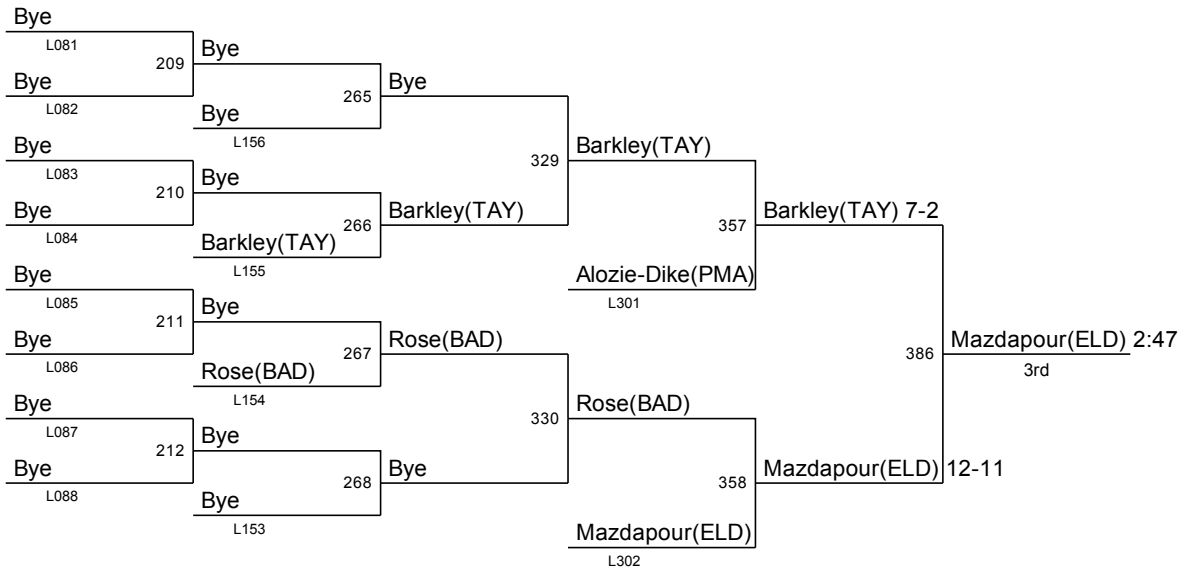 Bye
L081
209
Bye
Bye
L082
265
Bye
Bye
L156
Bye
L083
329
Barkley(TAY)
210
Bye
Bye
L084
266
Barkley(TAY)
357
Barkley(TAY) 7-2
Barkley(TAY)
L155
Bye
L085
Alozie-Dike(PMA)
L301
211
Bye
Bye
L086
267
Rose(BAD)
386
Mazdapour(ELD) 2:47
3rd
Rose(BAD)
L154
Bye
L087
330
Rose(BAD)
212
Bye
Bye
L088
268
Bye
358
Mazdapour(ELD) 12-11
Bye
L153
Mazdapour(ELD)
L302